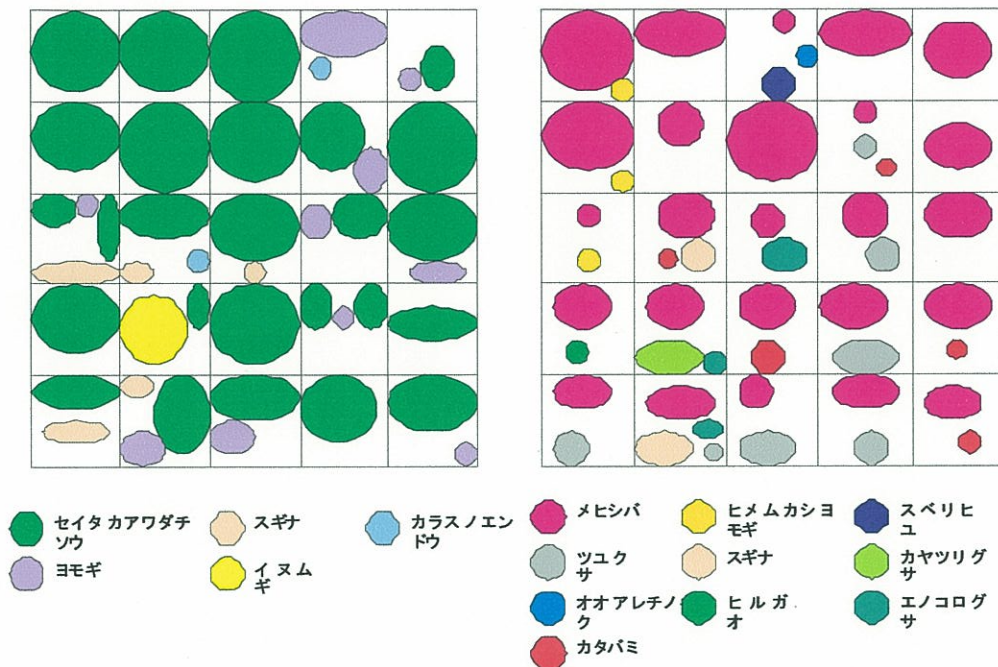 セイタカアワダチ
ソウ
スギナ
カラスノエン
ドウ
ヨモギ
イヌム
ギ
メヒシバ
ヒメムカシヨ
モギ
スベリヒ
ユ
ツユク
サ
スギナ
カヤツリグ
サ
オオアレチノ
ク
ヒルガ
オ
エノコログ
サ
カタバミ